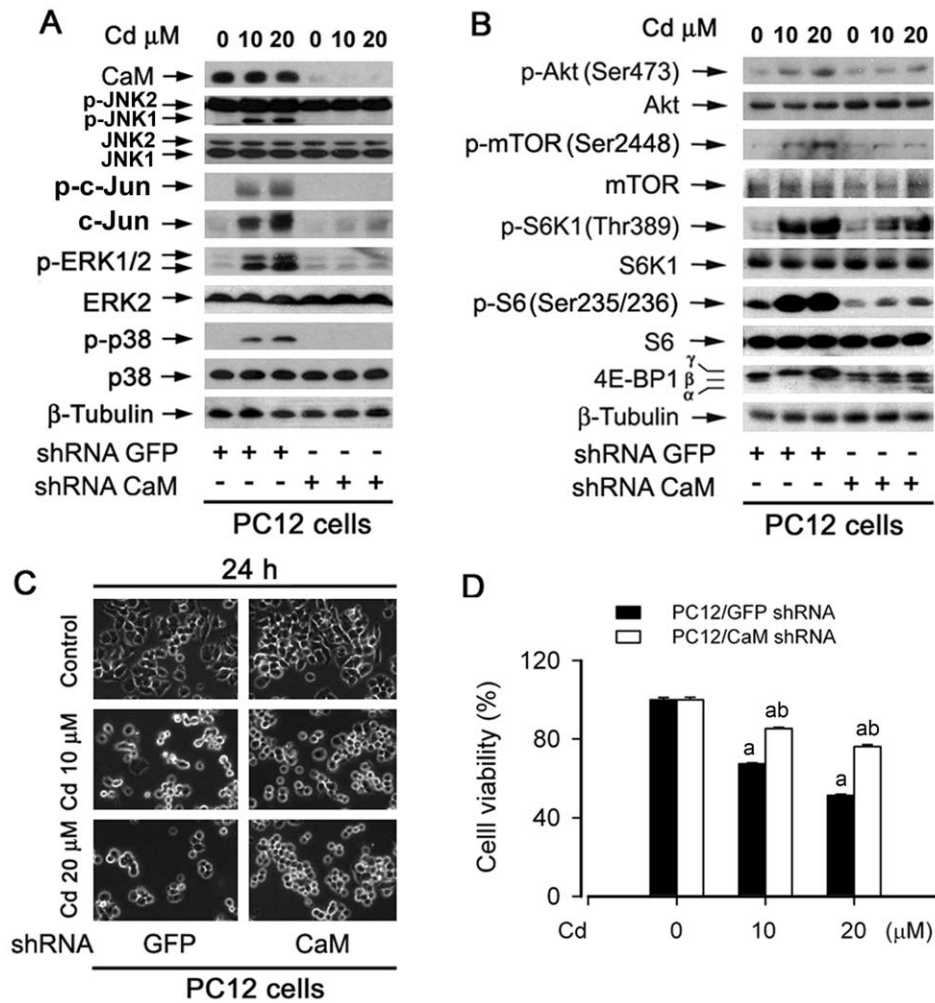 A
Cd μM 0 10 20 0 10 20
CaM
p-JNK2
p-JNK1
JNK2
JNK1
p-c-Jun
c-Jun
p-ERK1/2
ERK2
p-p38
p38
β-Tubulin
shRNA GFP + + + - - -
shRNA CaM - - - + + +
PC12 cells
B
Cd μM 0 10 20 0 10 20
p-Akt (Ser473)
Akt
p-mTOR (Ser2448)
mTOR
p-S6K1 (Thr389)
S6K1
p-S6 (Ser235/236)
S6
4E-BP1 γ β α
β-Tubulin
shRNA GFP + + + - - -
shRNA CaM - - - + + +
PC12 cells
C
24 h
Control
Cd 10 μM
Cd 20 μM
shRNA GFP CaM
PC12 cells
D
PC12/GFP shRNA
PC12/CaM shRNA
Celll viability (%)
120
80
40
0
a ab
a ab
Cd 0 10 20 (μM)